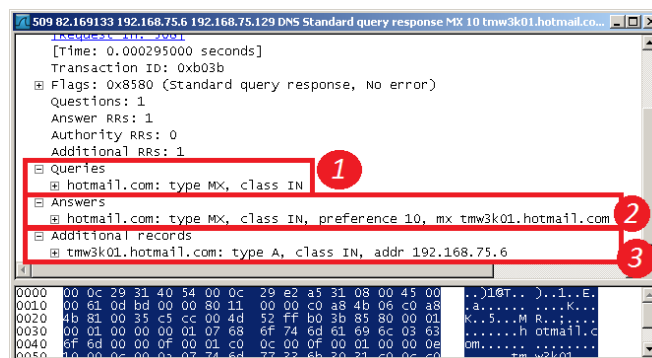 509 82.169133 192.168.75.6 192.168.75.129 DNS Standard query response MX 10 tmw3k01.hotmail.co...
[Request In: 508]
[Time: 0.000295000 seconds]
Transaction ID: 0xb03b
Flags: 0x8580 (Standard query response, No error)
Questions: 1
Answer RRs: 1
Authority RRs: 0
Additional RRs: 1
Queries 1
hotmail.com: type MX, class IN
Answers
hotmail.com: type MX, class IN, preference 10, mx tmw3k01.hotmail.com 2
Additional records
tmw3k01.hotmail.com: type A, class IN, addr 192.168.75.6 3
0000 00 0c 29 31 40 54 00 0c 29 e2 a5 31 08 00 45 00 ..)1@T.. )..1..E.
0010 00 61 0d bd 00 00 80 11 00 00 c0 a8 4b 06 c0 a8 .a...... ....K...
0020 4b 81 00 35 c5 cc 00 4d 52 ff b0 3b 85 80 00 01 K..5...M R..;....
0030 00 01 00 00 00 01 07 68 6f 74 6d 61 69 6c 03 63 .......h otmail.c
0040 6f 6d 00 00 0f 00 01 c0 0c 00 0f 00 01 00 00 0e om...... ........